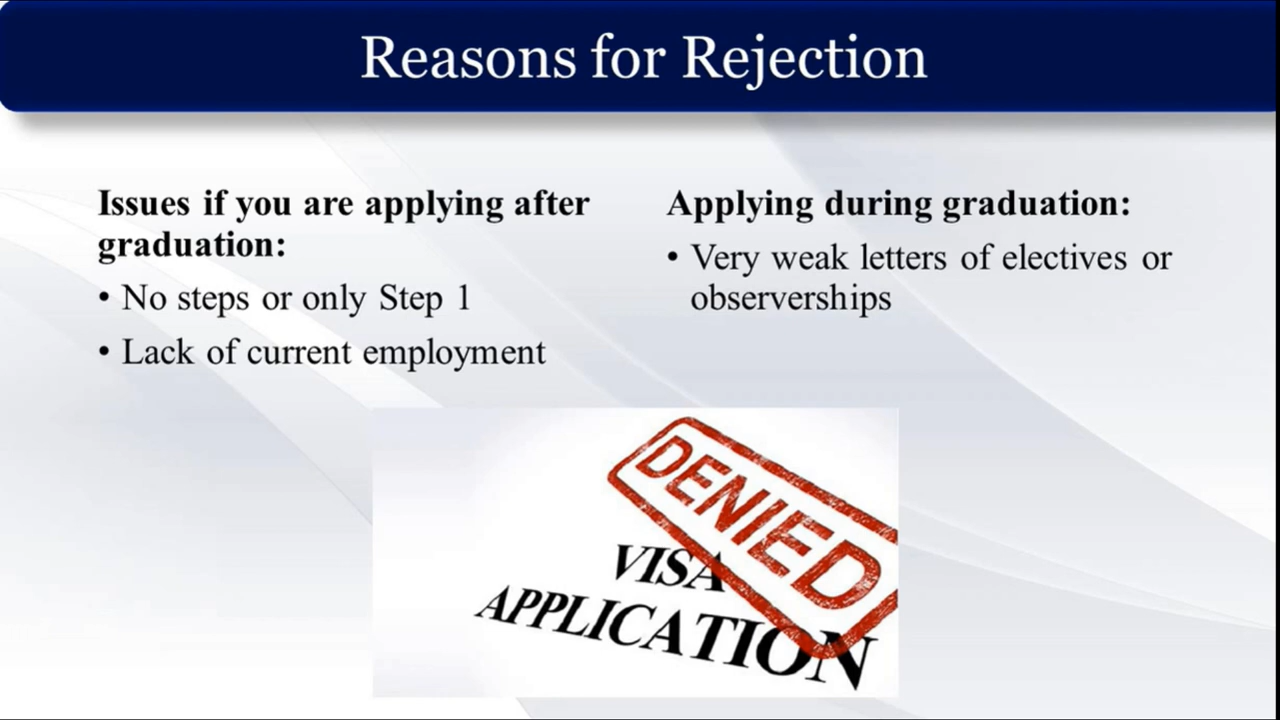 Reasons for Rejection
Issues if you are applying after
graduation:
• No steps or only Step 1
• Lack of current employment
Applying during graduation:
• Very weak letters of electives or
observerships
DENIED
VISA
APPLICATION